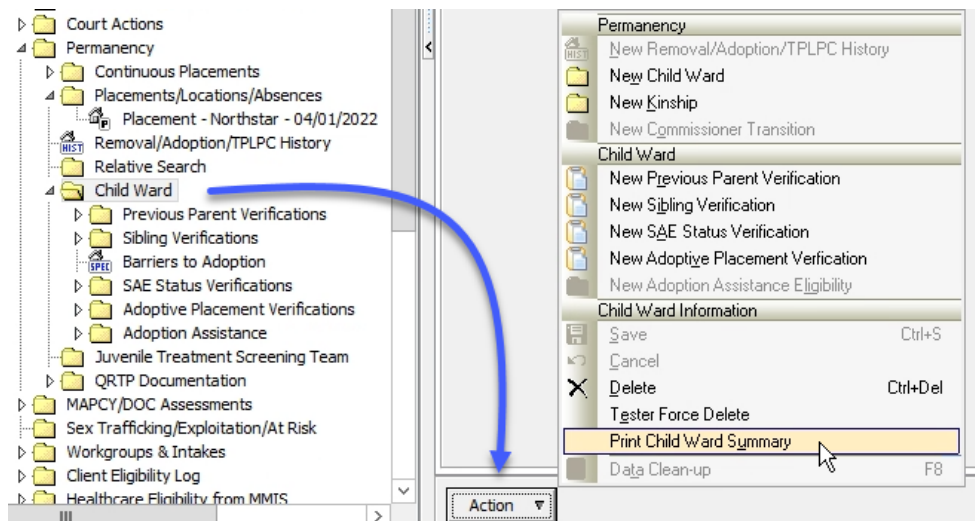 Court Actions
Permanency
Continuous Placements
Placements/Locations/Absences
P
Placement - Northstar - 04/01/2022
HIST
Removal/Adoption/TPLPC History
Relative Search
Child Ward
Previous Parent Verifications
Sibling Verifications
SPEC
Barriers to Adoption
SAE Status Verifications
Adoptive Placement Verifications
Adoption Assistance
Juvenile Treatment Screening Team
QRTP Documentation
MAPCY/DOC Assessments
Sex Trafficking/Exploitation/At Risk
Workgroups & Intakes
Client Eligibility Log
Healthcare Eligibility from MMIS
Permanency
HIST
New Removal/Adoption/TPLPC History
New Child Ward
New Kinship
New Commissioner Transition
Child Ward
New Previous Parent Verification
New Sibling Verification
New SAE Status Verification
New Adoptive Placement Verfication
New Adoption Assistance Eligibility
Child Ward Information
Save Ctrl+S
Cancel
Delete Ctrl+Del
Tester Force Delete
Print Child Ward Summary
Data Clean-up F8
Action